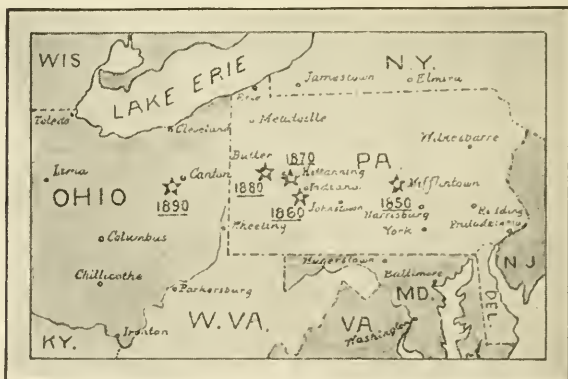 WIS
N.Y.
LAKE ERIE
Jamestown
Elmira
Erie
Toledo
Meadville
Cleveland
Wilkesbarre
Lima
Canton
Butler
1870
PA.
Kittanning
OHIO
1890
1880
Indiana
Mifflintown
1860
Johnstown
1850
Harrisburg
Reading
Philadelphia
Wheeling
York
Columbus
Hagerstown
N J
Baltimore
Chillicothe
Parkersburg
MD.
DEL.
W. VA.
VA.
Washington
KY.
Ironton